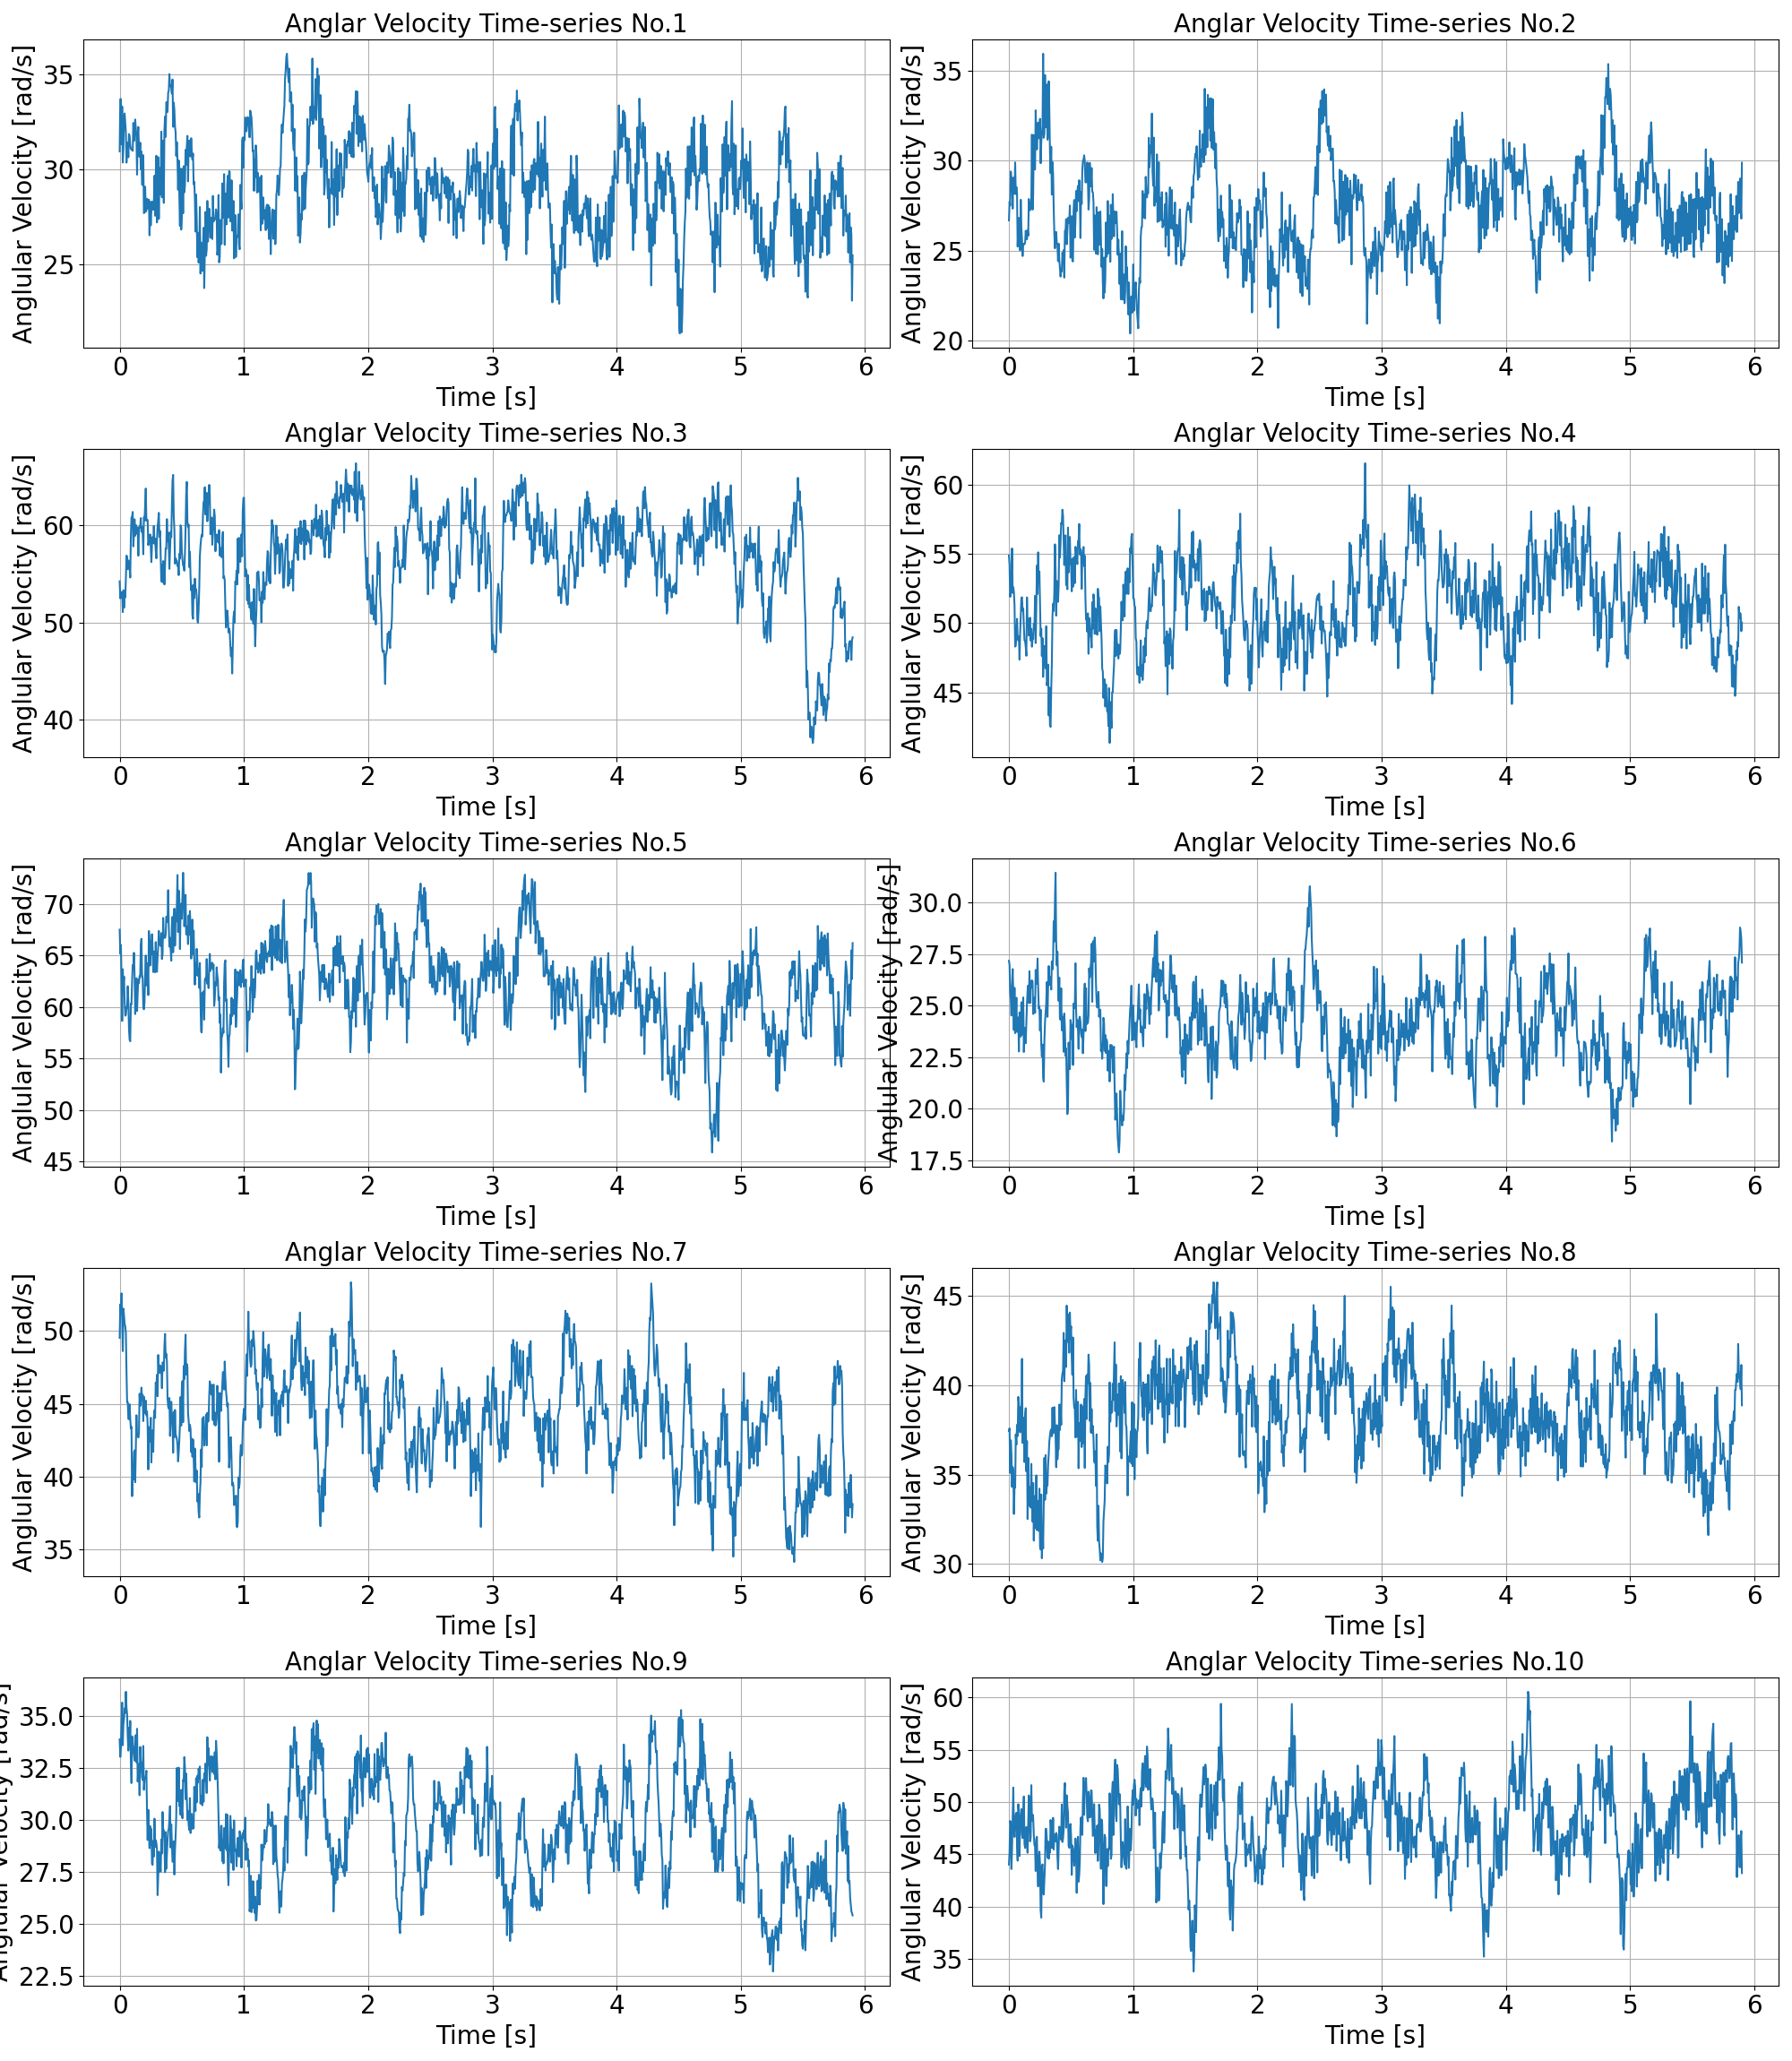 Anglar Velocity Time-series No.1
Anglular Velocity [rad/s]
35
30
25
0 1 2 3 4 5 6
Time [s]
Anglar Velocity Time-series No.2
Anglular Velocity [rad/s]
35
30
25
20
0 1 2 3 4 5 6
Time [s]
Anglar Velocity Time-series No.3
Anglular Velocity [rad/s]
60
50
40
0 1 2 3 4 5 6
Time [s]
Anglar Velocity Time-series No.4
Anglular Velocity [rad/s]
60
55
50
45
0 1 2 3 4 5 6
Time [s]
Anglar Velocity Time-series No.5
Anglular Velocity [rad/s]
70
65
60
55
50
45
0 1 2 3 4 5 6
Time [s]
Anglar Velocity Time-series No.6
Anglular Velocity [rad/s]
30.0
27.5
25.0
22.5
20.0
17.5
0 1 2 3 4 5 6
Time [s]
Anglar Velocity Time-series No.7
Anglular Velocity [rad/s]
50
45
40
35
0 1 2 3 4 5 6
Time [s]
Anglar Velocity Time-series No.8
Anglular Velocity [rad/s]
45
40
35
30
0 1 2 3 4 5 6
Time [s]
Anglar Velocity Time-series No.9
Anglular Velocity [rad/s]
35.0
32.5
30.0
27.5
25.0
22.5
0 1 2 3 4 5 6
Time [s]
Anglar Velocity Time-series No.10
Anglular Velocity [rad/s]
60
55
50
45
40
35
0 1 2 3 4 5 6
Time [s]